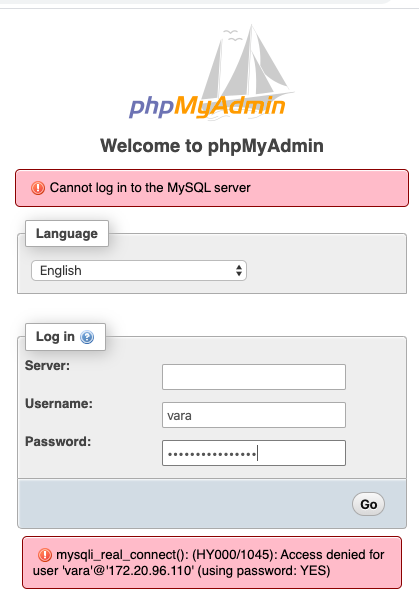 phpMyAdmin
Welcome to phpMyAdmin
Cannot log in to the MySQL server
Language
English
Log in
Server:
Username:
vara
Password:
••••••••••••••••
Go
mysqli_real_connect(): (HY000/1045): Access denied for
user 'vara'@'172.20.96.110' (using password: YES)